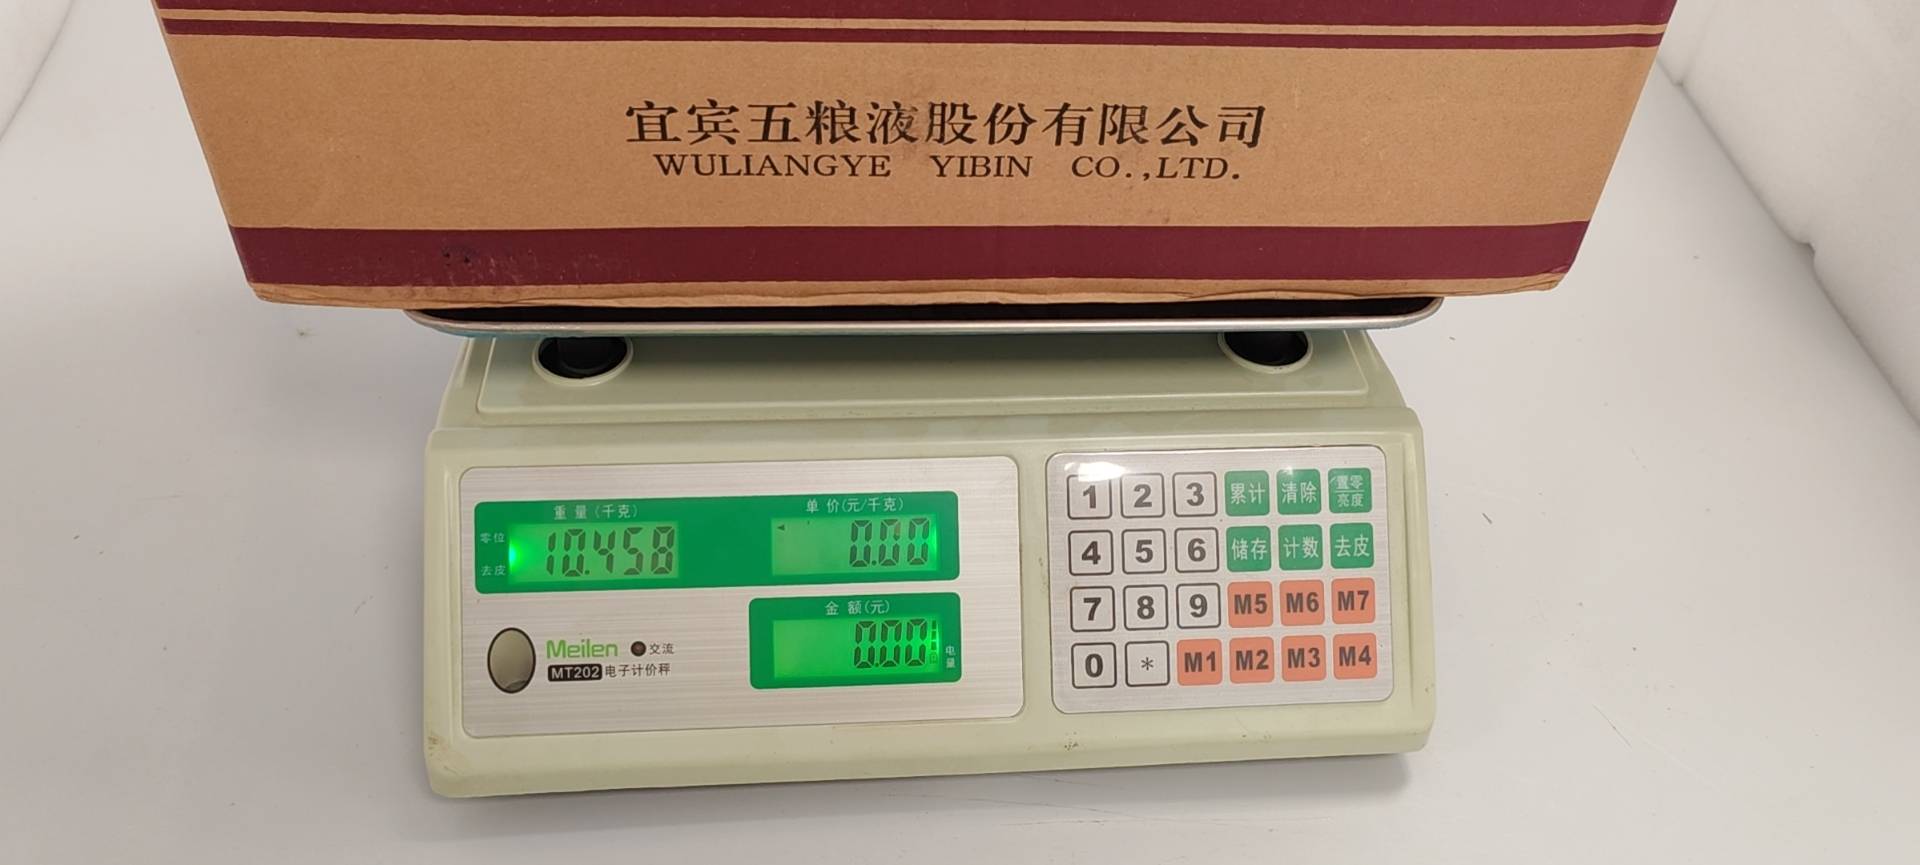 宜宾五粮液股份有限公司
WULIANGYE YIBIN CO.,LTD.
重量(千克)
单价(元/千克)
零位
去皮
10.458
0.00
金额(元)
0.00
电量
Meilen 交流
MT202 电子计价秤
1 2 3 累计 清除 置零 亮度
4 5 6 储存 计数 去皮
7 8 9 M5 M6 M7
0 * M1 M2 M3 M4